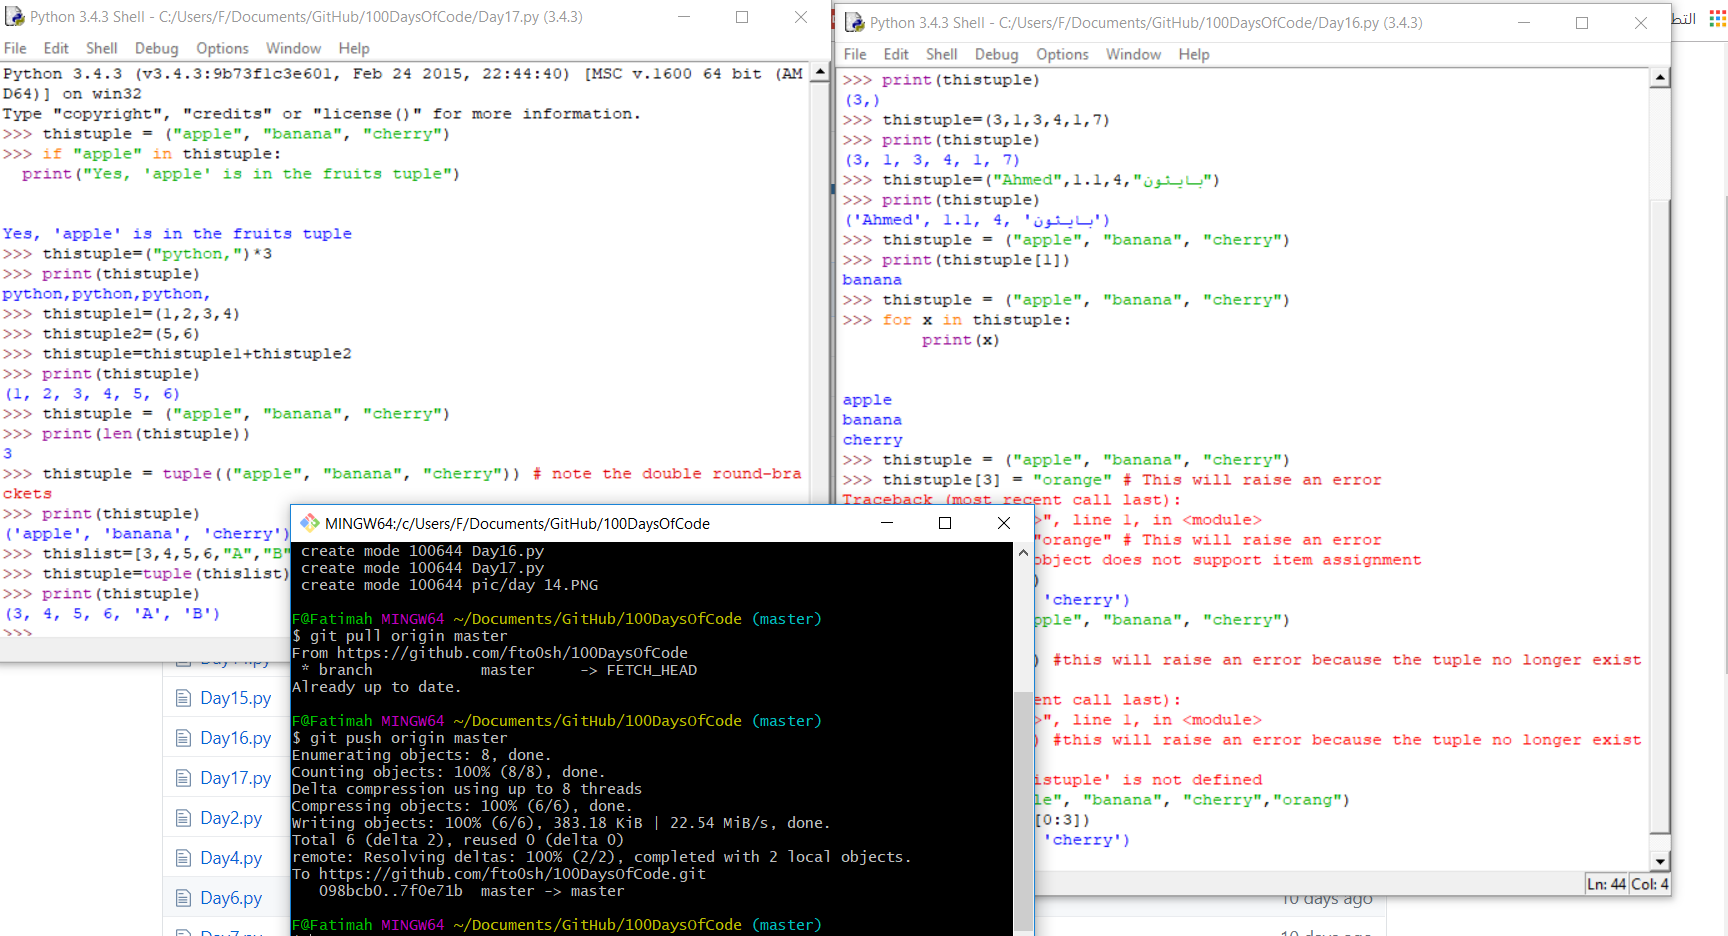 Python 3.4.3 Shell - C:/Users/F/Documents/GitHub/100DaysOfCode/Day17.py (3.4.3)
File Edit Shell Debug Options Window Help
Python 3.4.3 (v3.4.3:9b73f1c3e601, Feb 24 2015, 22:44:40) [MSC v.1600 64 bit (AM
D64)] on win32
Type "copyright", "credits" or "license()" for more information.
>>> thistuple = ("apple", "banana", "cherry")
>>> if "apple" in thistuple:
print("Yes, 'apple' is in the fruits tuple")
Yes, 'apple' is in the fruits tuple
>>> thistuple=("python,")*3
>>> print(thistuple)
python,python,python,
>>> thistuple1=(1,2,3,4)
>>> thistuple2=(5,6)
>>> thistuple=thistuple1+thistuple2
>>> print(thistuple)
(1, 2, 3, 4, 5, 6)
>>> thistuple = ("apple", "banana", "cherry")
>>> print(len(thistuple))
3
>>> thistuple = tuple(("apple", "banana", "cherry")) # note the double round-bra
ckets
>>> print(thistuple)
('apple', 'banana', 'cherry')
>>> thislist=[3,4,5,6,"A","B"
>>> thistuple=tuple(thislist)
>>> print(thistuple)
(3, 4, 5, 6, 'A', 'B')
>>>
Python 3.4.3 Shell - C:/Users/F/Documents/GitHub/100DaysOfCode/Day16.py (3.4.3)
File Edit Shell Debug Options Window Help
>>> print(thistuple)
(3,)
>>> thistuple=(3,1,3,4,1,7)
>>> print(thistuple)
(3, 1, 3, 4, 1, 7)
>>> thistuple=("Ahmed",1.1,4,"بايثون")
>>> print(thistuple)
('Ahmed', 1.1, 4, 'بايثون')
>>> thistuple = ("apple", "banana", "cherry")
>>> print(thistuple[1])
banana
>>> thistuple = ("apple", "banana", "cherry")
>>> for x in thistuple:
print(x)
apple
banana
cherry
>>> thistuple = ("apple", "banana", "cherry")
>>> thistuple[3] = "orange" # This will raise an error
Traceback (most recent call last):
>", line 1, in <module>
"orange" # This will raise an error
object does not support item assignment
)
'cherry')
pple", "banana", "cherry")
) #this will raise an error because the tuple no longer exist
ent call last):
>", line 1, in <module>
) #this will raise an error because the tuple no longer exist
istuple' is not defined
le", "banana", "cherry","orang")
[0:3])
'cherry')
Ln: 44 Col: 4
MINGW64:/c/Users/F/Documents/GitHub/100DaysOfCode
create mode 100644 Day16.py
create mode 100644 Day17.py
create mode 100644 pic/day 14.PNG
F@Fatimah MINGW64 ~/Documents/GitHub/100DaysOfCode (master)
$ git pull origin master
From https://github.com/fto0sh/100DaysOfCode
* branch master -> FETCH_HEAD
Already up to date.
F@Fatimah MINGW64 ~/Documents/GitHub/100DaysOfCode (master)
$ git push origin master
Enumerating objects: 8, done.
Counting objects: 100% (8/8), done.
Delta compression using up to 8 threads
Compressing objects: 100% (6/6), done.
Writing objects: 100% (6/6), 383.18 KiB | 22.54 MiB/s, done.
Total 6 (delta 2), reused 0 (delta 0)
remote: Resolving deltas: 100% (2/2), completed with 2 local objects.
To https://github.com/fto0sh/100DaysOfCode.git
098bcb0..7f0e71b master -> master
F@Fatimah MINGW64 ~/Documents/GitHub/100DaysOfCode (master)
Day15.py
Day16.py
Day17.py
Day2.py
Day4.py
Day6.py
10 days ago